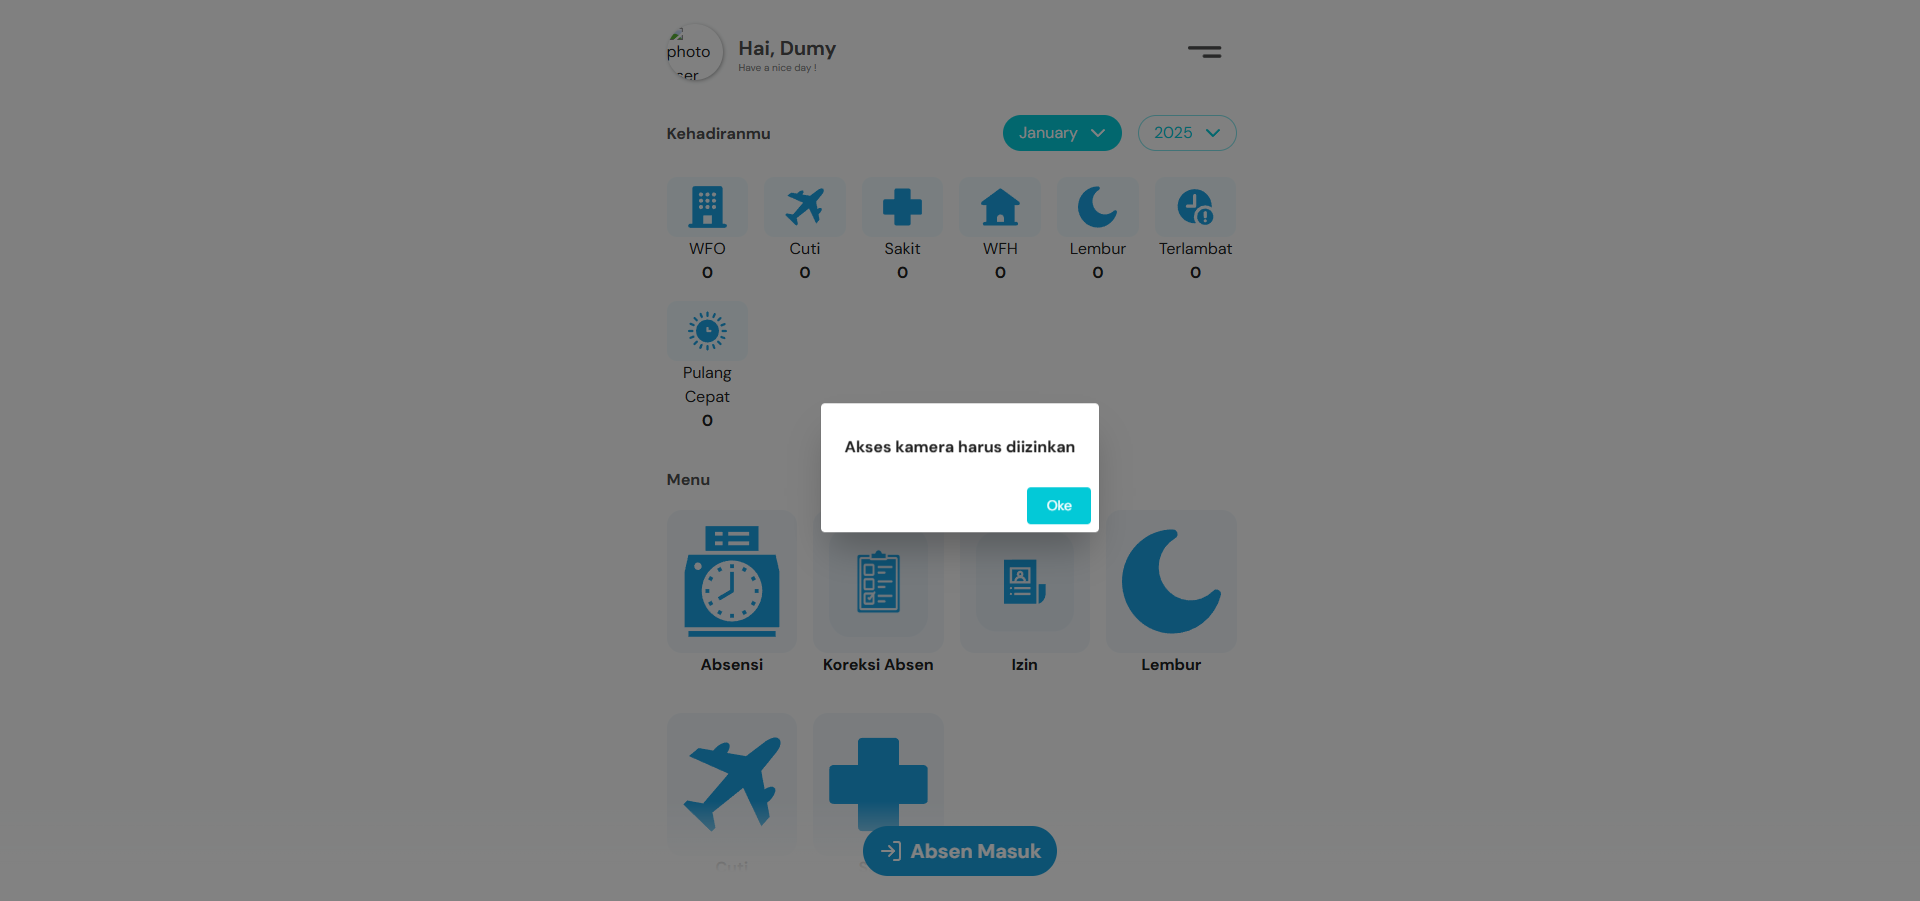 photo
Hai, Dumy
Have a nice day !
Kehadiranmu
January
2025
WFO
Cuti
Sakit
WFH
Lembur
Terlambat
0
0
0
0
0
0
Pulang
Cepat
0
Akses kamera harus diizinkan
Oke
Menu
Absensi
Koreksi Absen
Izin
Lembur
Cuti
Absen Masuk